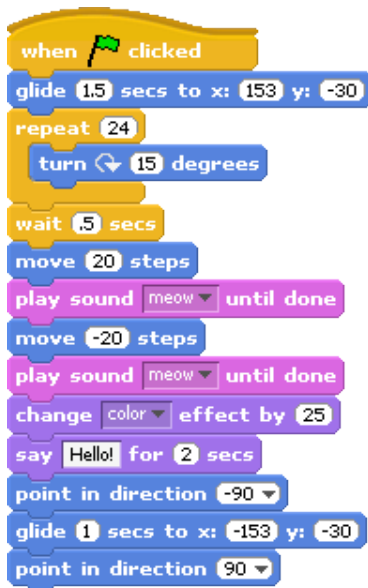 when clicked
glide 1.5 secs to x: 153 y: -30
repeat 24
turn 15 degrees
wait .5 secs
move 20 steps
play sound meow until done
move -20 steps
play sound meow until done
change color effect by 25
say Hello! for 2 secs
point in direction -90
glide 1 secs to x: -153 y: -30
point in direction 90